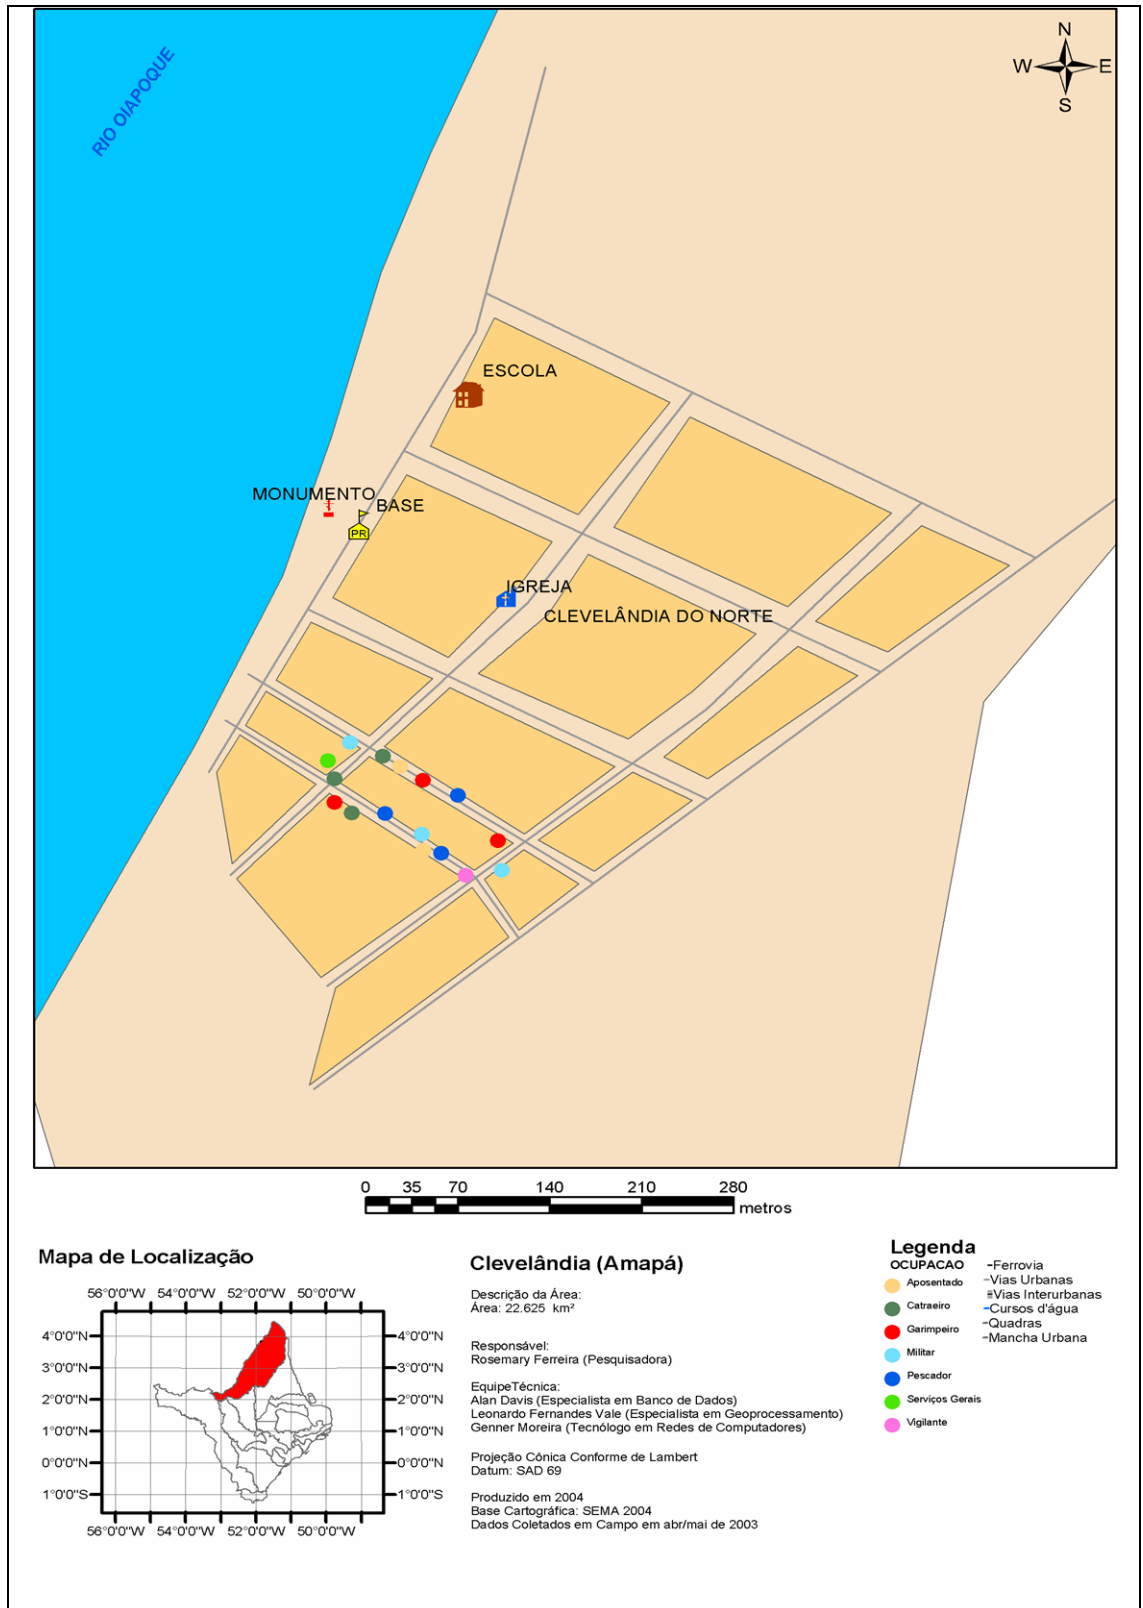 N
W E
S
RIO OIAPOQUE
ESCOLA
MONUMENTO
BASE
PR
IGREJA
CLEVELÂNDIA DO NORTE
0 35 70 140 210 280
metros
Mapa de Localização
56°0'0"W 54°0'0"W 52°0'0"W 50°0'0"W
4°0'0"N 4°0'0"N
3°0'0"N 3°0'0"N
2°0'0"N 2°0'0"N
1°0'0"N 1°0'0"N
0°0'0"N 0°0'0"N
1°0'0"S 1°0'0"S
56°0'0"W 54°0'0"W 52°0'0"W 50°0'0"W
Clevelândia (Amapá)
Descrição da Área:
Área: 22.625 km²
Responsável:
Rosemary Ferreira (Pesquisadora)
EquipeTécnica:
Alan Davis (Especialista em Banco de Dados)
Leonardo Fernandes Vale (Especialista em Geoprocessamento)
Genner Moreira (Tecnólogo em Redes de Computadores)
Projeção Cônica Conforme de Lambert
Datum: SAD 69
Produzido em 2004
Base Cartográfica: SEMA 2004
Dados Coletados em Campo em abr/mai de 2003
Legenda
OCUPACAO
Aposentado
Catraeiro
Garimpeiro
Militar
Pescador
Serviços Gerais
Vigilante
Ferrovia
Vias Urbanas
Vias Interurbanas
Cursos d'água
Quadras
Mancha Urbana